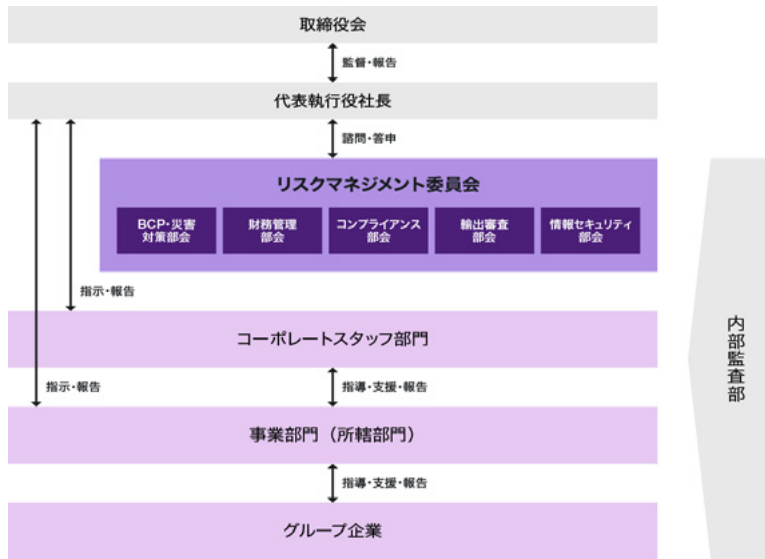 取締役会
監督・報告
代表執行役社長
諮問・答申
リスクマネジメント委員会
BCP・災害
対策部会
財務管理
部会
コンプライアンス
部会
輸出審査
部会
情報セキュリティ
部会
指示・報告
コーポレートスタッフ部門
指示・報告
指導・支援・報告
事業部門（所轄部門）
指導・支援・報告
グループ企業
内部監査部